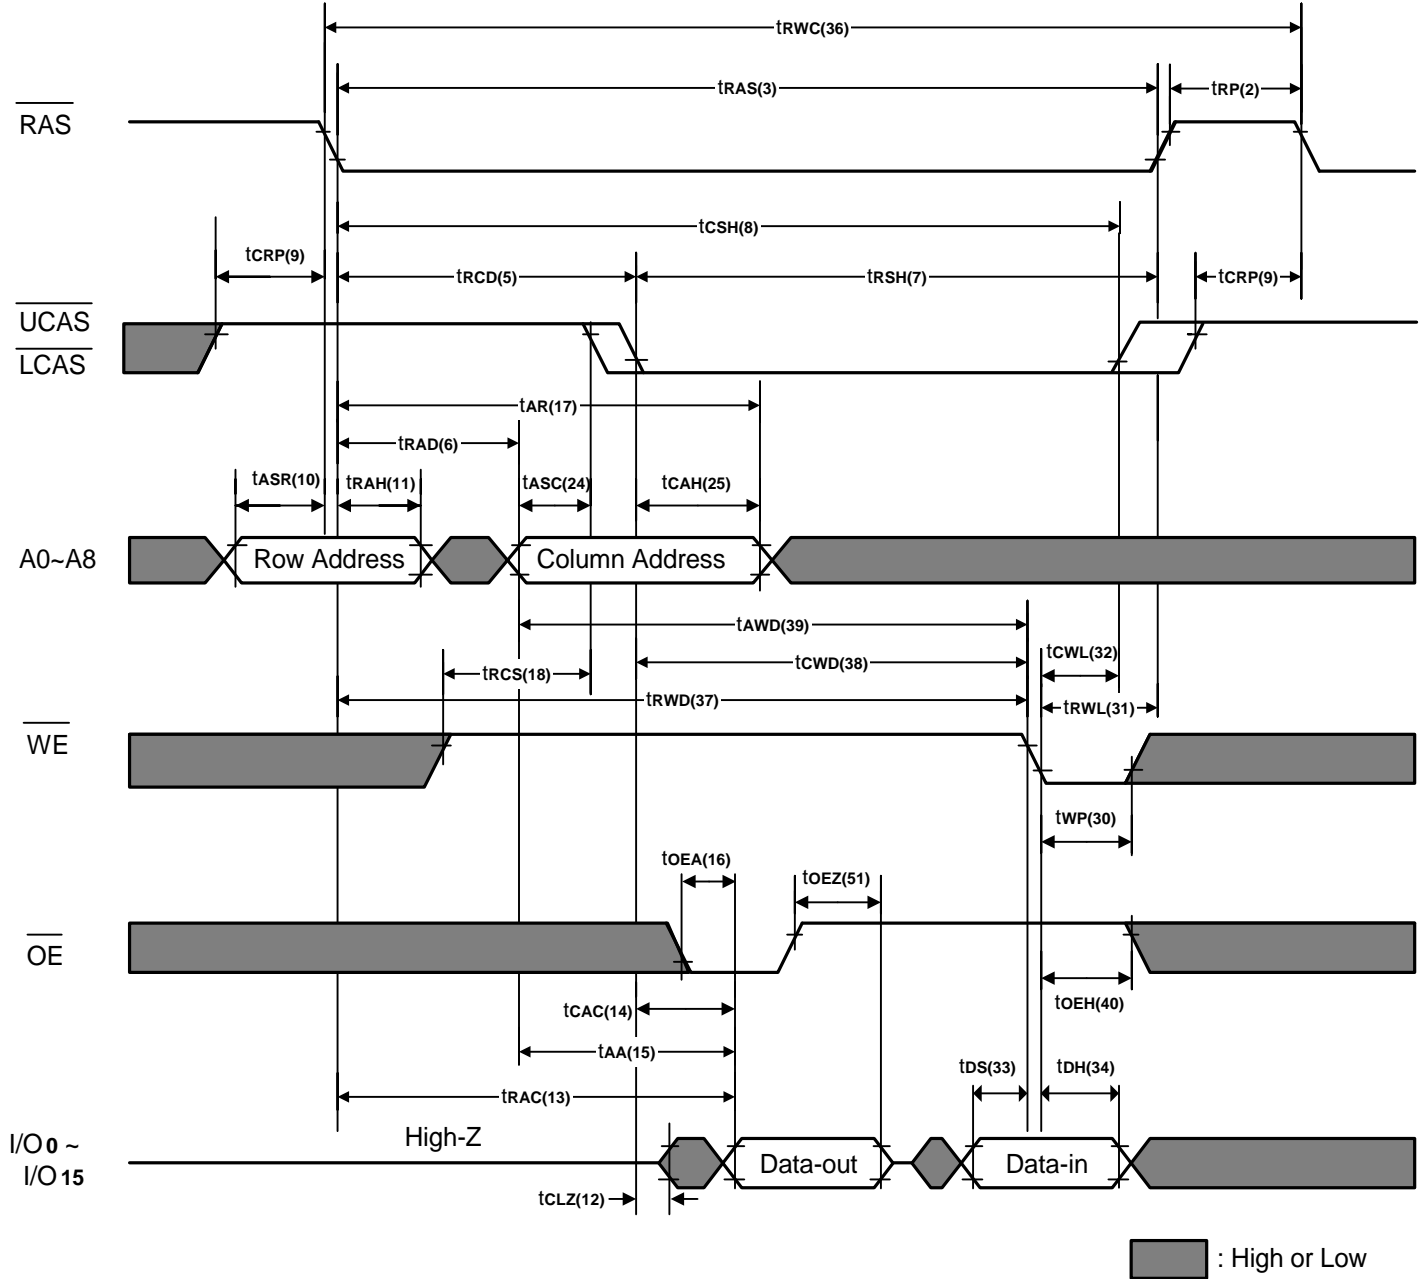 tRWC(36)
tRAS(3)
tRP(2)
RAS
tCSH(8)
tCRP(9)
tRCD(5)
tRSH(7)
tCRP(9)
UCAS
LCAS
tAR(17)
tRAD(6)
tASR(10)
tRAH(11)
tASC(24)
tCAH(25)
A0~A8
Row Address
Column Address
tAWD(39)
tCWD(38)
tCWL(32)
tRCS(18)
tRWD(37)
tRWL(31)
WE
tWP(30)
tOEA(16)
tOEZ(51)
OE
tCAC(14)
tOEH(40)
tAA(15)
tDS(33)
tDH(34)
tRAC(13)
High-Z
I/O0 ~
I/O15
Data-out
Data-in
tCLZ(12)
: High or Low